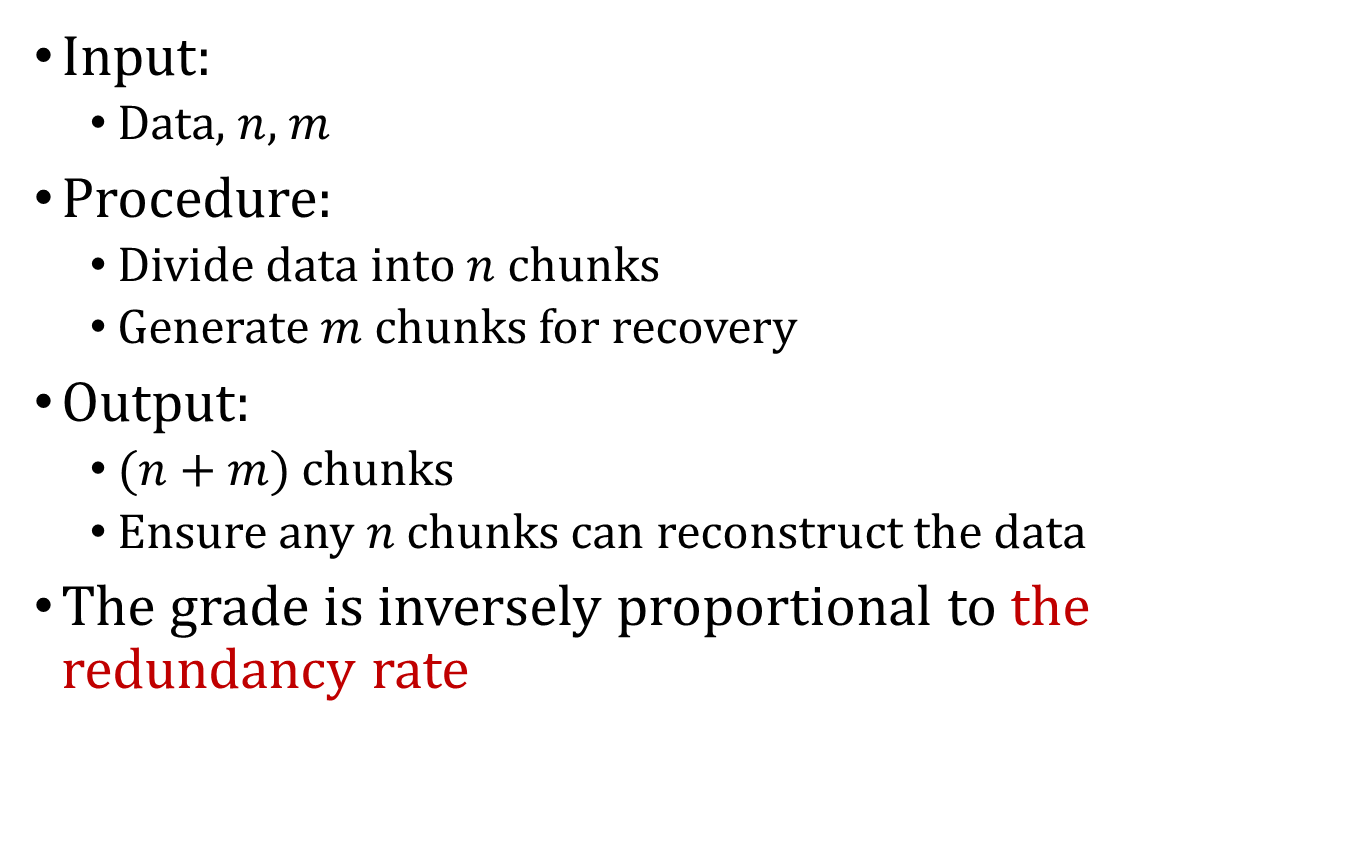 • Input:
• Data, n, m
• Procedure:
• Divide data into n chunks
• Generate m chunks for recovery
• Output:
• (n + m) chunks
• Ensure any n chunks can reconstruct the data
• The grade is inversely proportional to the
redundancy rate